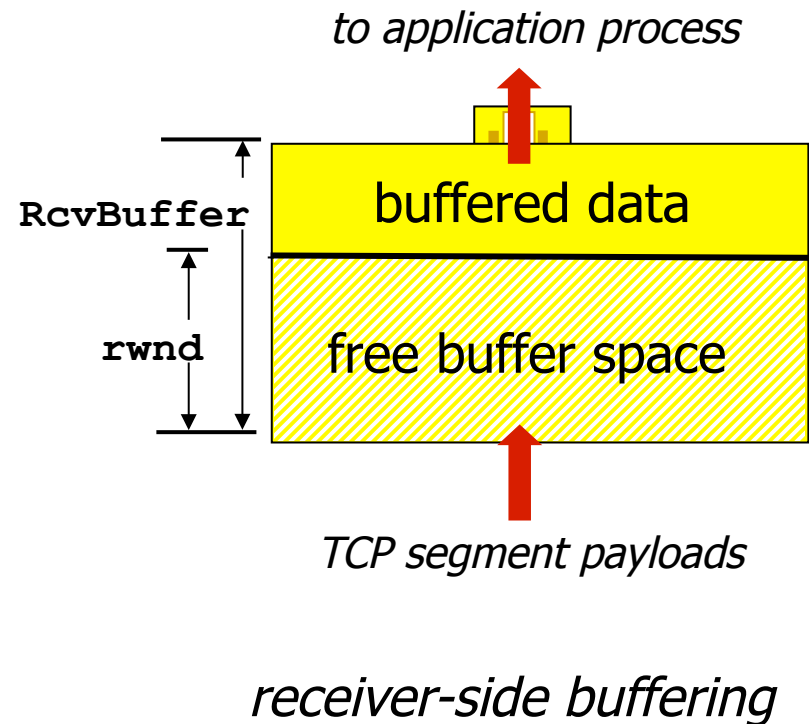 to application process
buffered data
RcvBuffer
rwnd
free buffer space
TCP segment payloads
receiver-side buffering